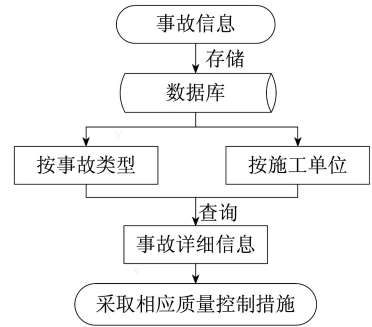 事故信息
存储
数据库
按事故类型
按施工单位
查询
事故详细信息
采取相应质量控制措施